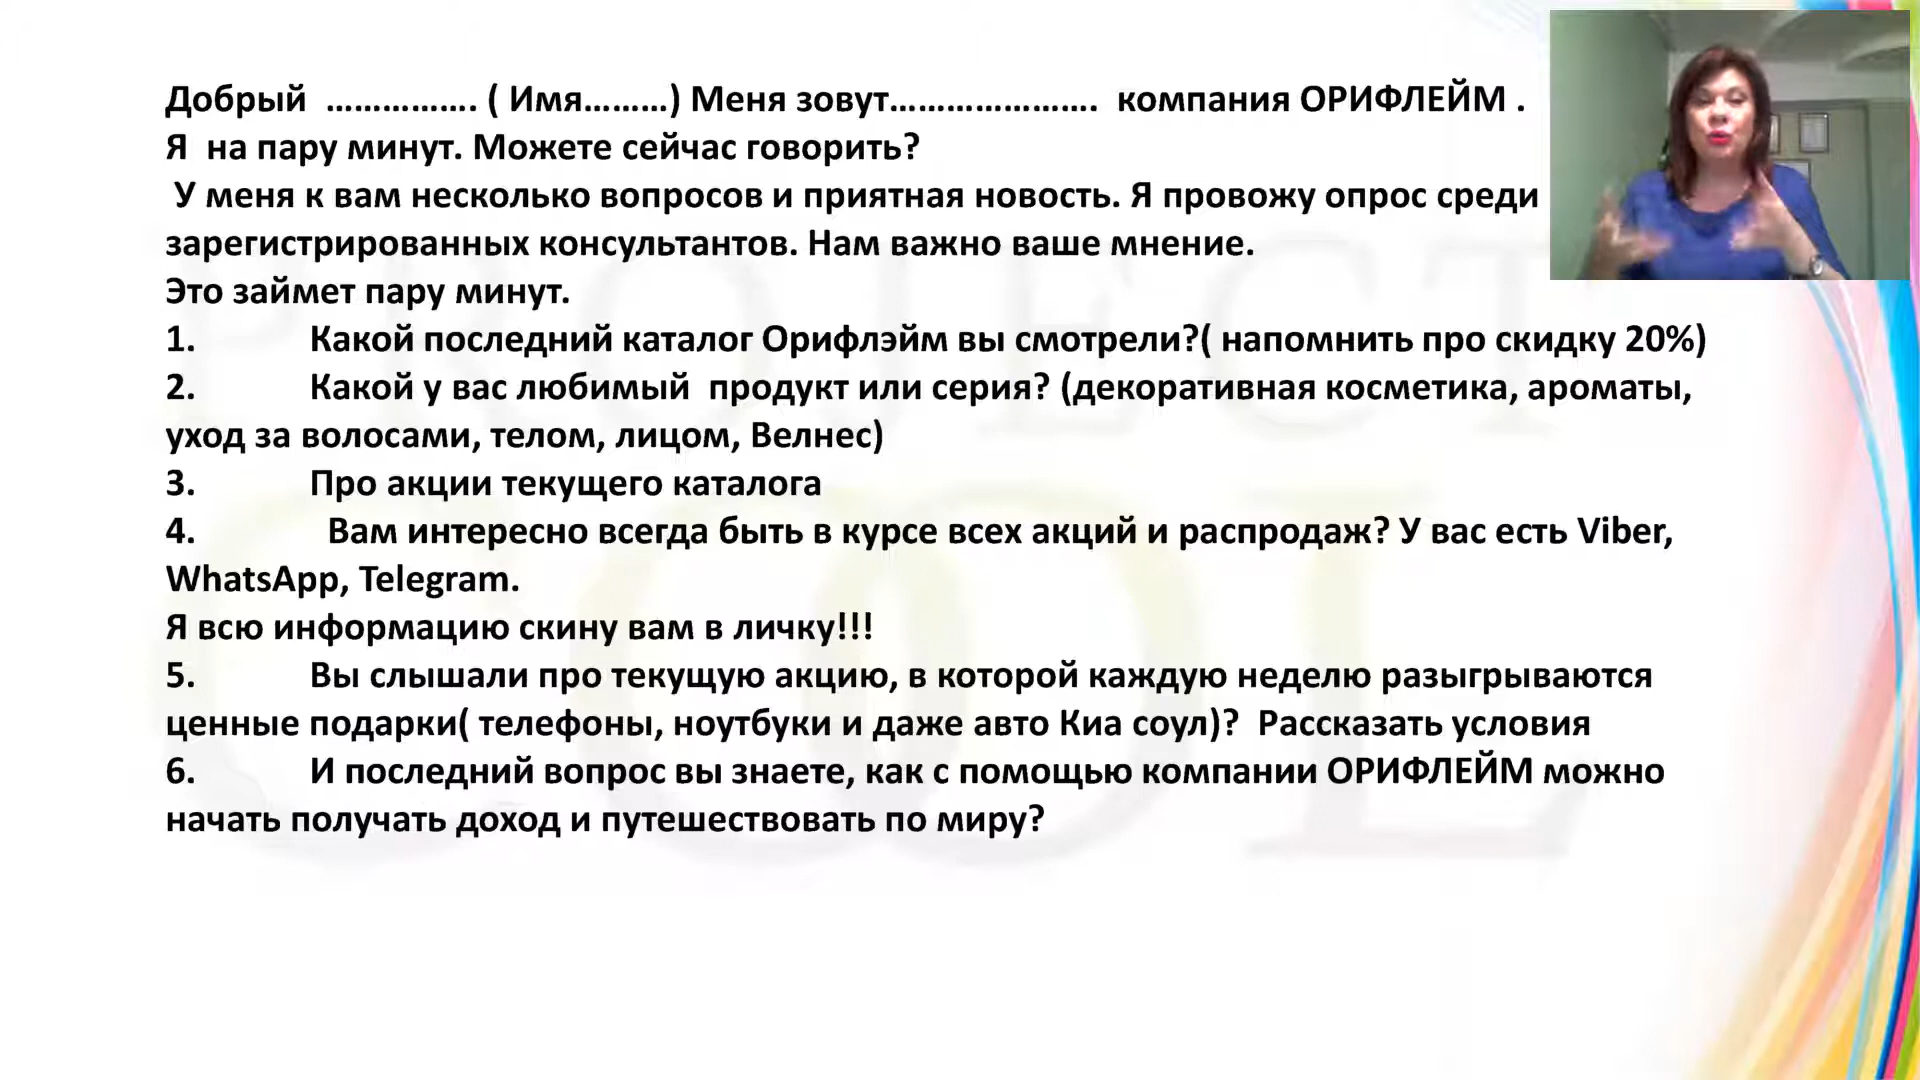 Добрый ……………. ( Имя………) Меня зовут…………………. компания ОРИФЛЕЙМ .
Я на пару минут. Можете сейчас говорить?
У меня к вам несколько вопросов и приятная новость. Я провожу опрос среди
зарегистрированных консультантов. Нам важно ваше мнение.
Это займет пару минут.
1. Какой последний каталог Орифлэйм вы смотрели?( напомнить про скидку 20%)
2. Какой у вас любимый продукт или серия? (декоративная косметика, ароматы,
уход за волосами, телом, лицом, Велнес)
3. Про акции текущего каталога
4. Вам интересно всегда быть в курсе всех акций и распродаж? У вас есть Viber,
WhatsApp, Telegram.
Я всю информацию скину вам в личку!!!
5. Вы слышали про текущую акцию, в которой каждую неделю разыгрываются
ценные подарки( телефоны, ноутбуки и даже авто Киа соул)? Рассказать условия
6. И последний вопрос вы знаете, как с помощью компании ОРИФЛЕЙМ можно
начать получать доход и путешествовать по миру?
PROJECT
COOL